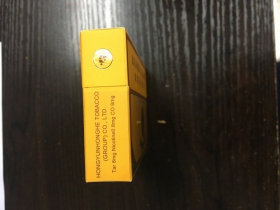 HONGYUNHONGHE TOBACCO
(GROUP) CO., LTD.
Tar 8mg Nicotine0.8mg CO 9mg